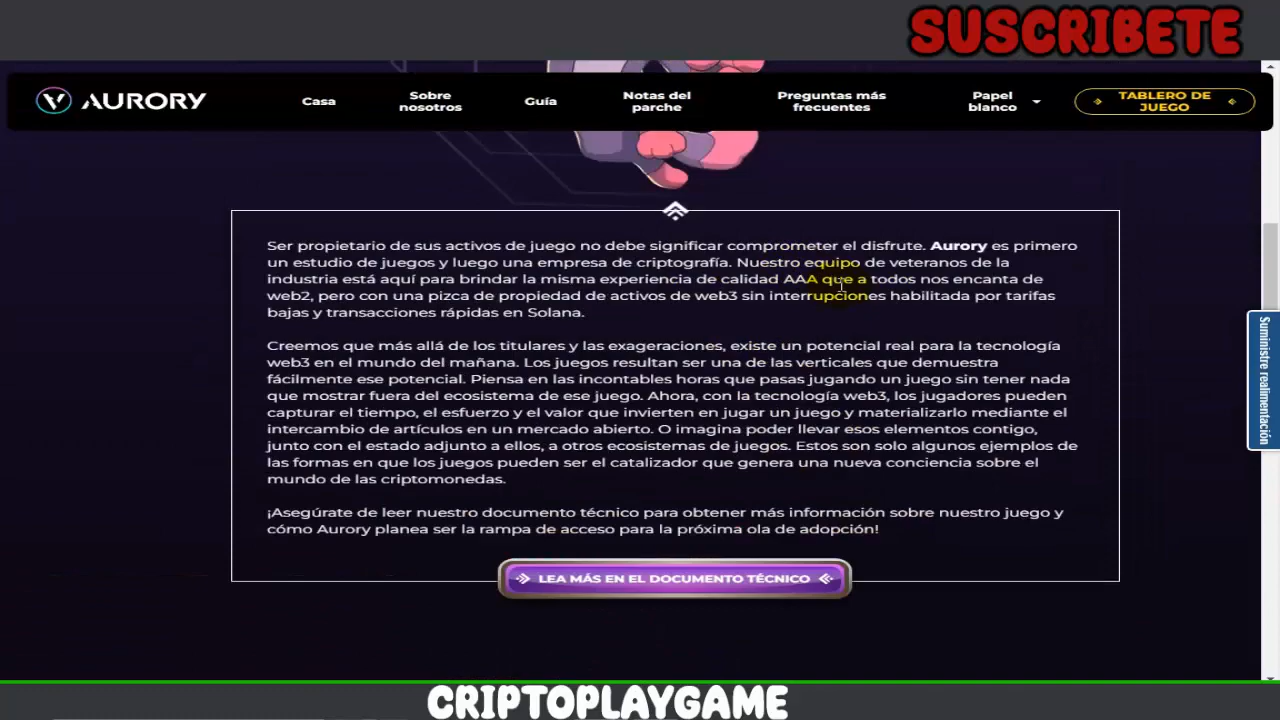 SUSCRIBETE
AURORY
Casa
Sobre
nosotros
Guía
Notas del
parche
Preguntas más
frecuentes
Papel
blanco
TABLERO DE
JUEGO
Ser propietario de sus activos de juego no debe significar comprometer el disfrute. Aurory es primero
un estudio de juegos y luego una empresa de criptografía. Nuestro equipo de veteranos de la
industria está aquí para brindar la misma experiencia de calidad AAA que a todos nos encanta de
web2, pero con una pizca de propiedad de activos de web3 sin interrupciones habilitada por tarifas
bajas y transacciones rápidas en Solana.
Creemos que más allá de los titulares y las exageraciones, existe un potencial real para la tecnología
web3 en el mundo del mañana. Los juegos resultan ser una de las verticales que demuestra
fácilmente ese potencial. Piensa en las incontables horas que pasas jugando un juego sin tener nada
que mostrar fuera del ecosistema de ese juego. Ahora, con la tecnología web3, los jugadores pueden
capturar el tiempo, el esfuerzo y el valor que invierten en jugar un juego y materializarlo mediante el
intercambio de artículos en un mercado abierto. O imagina poder llevar esos elementos contigo,
junto con el estado adjunto a ellos, a otros ecosistemas de juegos. Estos son solo algunos ejemplos de
las formas en que los juegos pueden ser el catalizador que genera una nueva conciencia sobre el
mundo de las criptomonedas.
¡Asegúrate de leer nuestro documento técnico para obtener más información sobre nuestro juego y
cómo Aurory planea ser la rampa de acceso para la próxima ola de adopción!
LEA MÁS EN EL DOCUMENTO TÉCNICO
Suministre realimentación
CRIPTOPLAYGAME